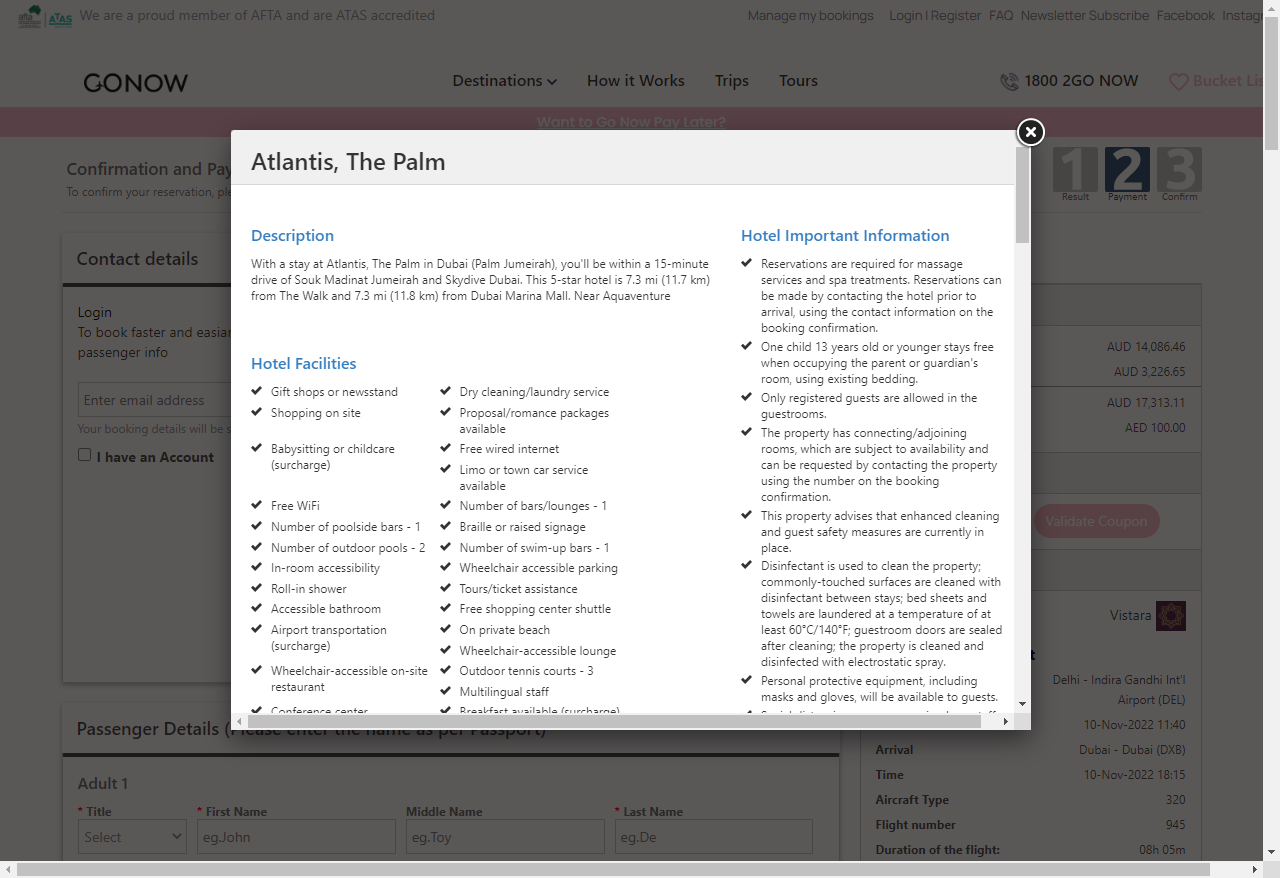 We are a proud member of AFTA and are ATAS accredited
Manage my bookings Login | Register FAQ Newsletter Subscribe Facebook Instag
GONOW
Destinations How it Works Trips Tours
1800 2GO NOW Bucket Lis
Want to Go Now Pay Later?
Confirmation and Pay
To confirm your reservation, ple
1 2 3
Result Payment Confirm
Contact details
Login
To book faster and easier
passenger info
Enter email address
Your booking details will be s
I have an Account
Atlantis, The Palm
Description
With a stay at Atlantis, The Palm in Dubai (Palm Jumeirah), you'll be within a 15-minute
drive of Souk Madinat Jumeirah and Skydive Dubai. This 5-star hotel is 7.3 mi (11.7 km)
from The Walk and 7.3 mi (11.8 km) from Dubai Marina Mall. Near Aquaventure
Hotel Facilities
Gift shops or newsstand
Dry cleaning/laundry service
Shopping on site
Proposal/romance packages
available
Babysitting or childcare
(surcharge)
Free wired internet
Limo or town car service
available
Free WiFi
Number of bars/lounges - 1
Number of poolside bars - 1
Braille or raised signage
Number of outdoor pools - 2
Number of swim-up bars - 1
In-room accessibility
Wheelchair accessible parking
Roll-in shower
Tours/ticket assistance
Accessible bathroom
Free shopping center shuttle
Airport transportation
(surcharge)
On private beach
Wheelchair-accessible lounge
Wheelchair-accessible on-site
restaurant
Outdoor tennis courts - 3
Multilingual staff
Conference center
Breakfast available (surcharge)
Hotel Important Information
Reservations are required for massage
services and spa treatments. Reservations can
be made by contacting the hotel prior to
arrival, using the contact information on the
booking confirmation.
One child 13 years old or younger stays free
when occupying the parent or guardian's
room, using existing bedding.
Only registered guests are allowed in the
guestrooms.
The property has connecting/adjoining
rooms, which are subject to availability and
can be requested by contacting the property
using the number on the booking
confirmation.
This property advises that enhanced cleaning
and guest safety measures are currently in
place.
Disinfectant is used to clean the property;
commonly-touched surfaces are cleaned with
disinfectant between stays; bed sheets and
towels are laundered at a temperature of at
least 60°C/140°F; guestroom doors are sealed
after cleaning; the property is cleaned and
disinfected with electrostatic spray.
Personal protective equipment, including
masks and gloves, will be available to guests.
AUD 14,086.46
AUD 3,226.65
AUD 17,313.11
AED 100.00
Validate Coupon
Vistara
t
Delhi - Indira Gandhi Int'l
Airport (DEL)
10-Nov-2022 11:40
Arrival Dubai - Dubai (DXB)
Time 10-Nov-2022 18:15
Aircraft Type 320
Flight number 945
Duration of the flight: 08h 05m
Passenger Details (Please enter the name as per Passport)
Adult 1
* Title * First Name Middle Name * Last Name
Select eg.John eg.Toy eg.De